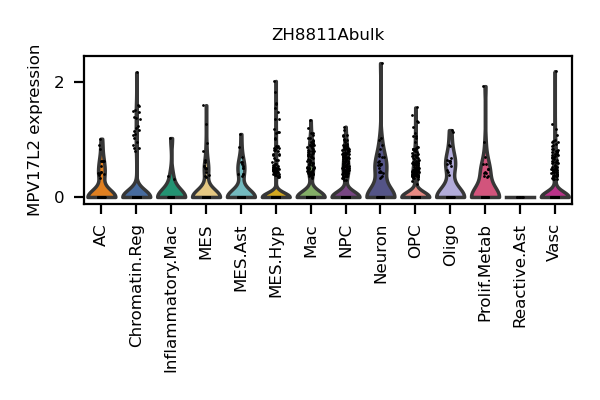 ZH8811Abulk
MPV17L2 expression
2
0
AC
Chromatin.Reg
Inflammatory.Mac
MES
MES.Ast
MES.Hyp
Mac
NPC
Neuron
OPC
Oligo
Prolif.Metab
Reactive.Ast
Vasc